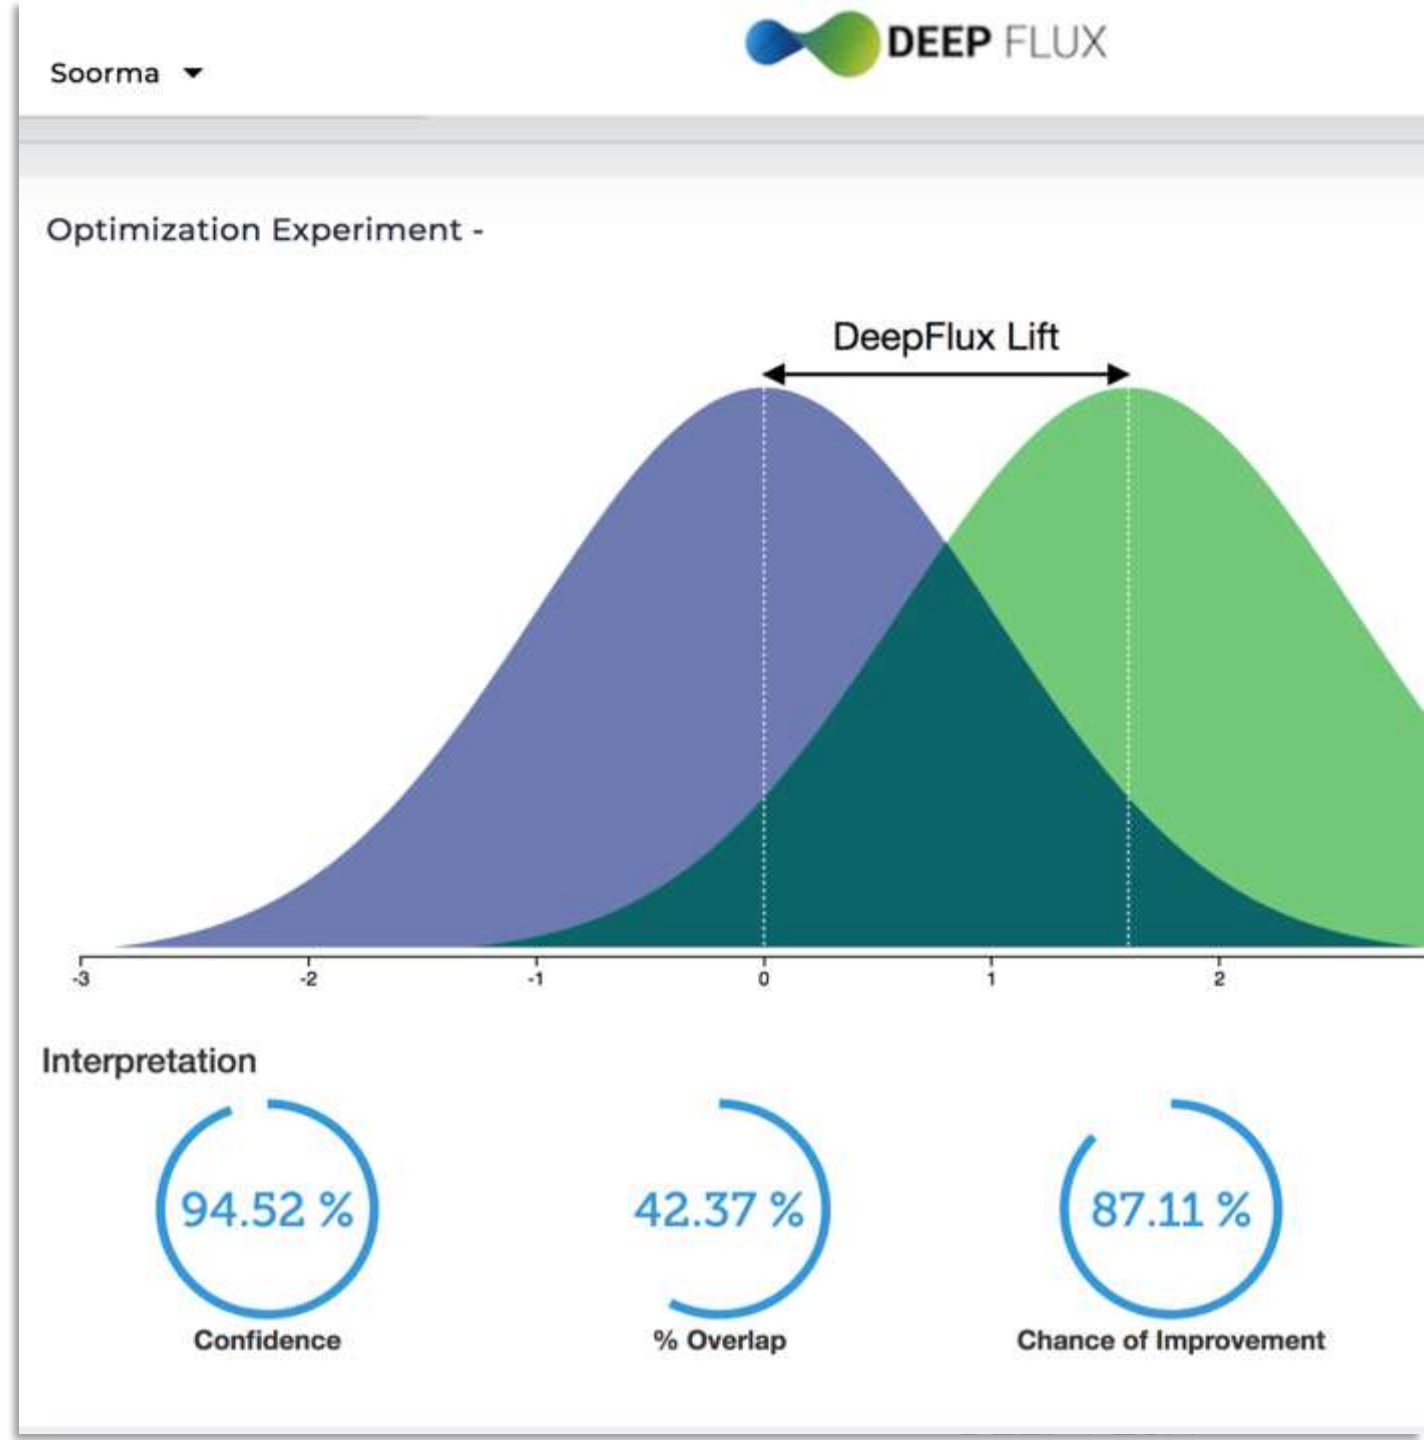 DEEP FLUX
Soorma
Optimization Experiment -
DeepFlux Lift
-3 -2 -1 0 1 2
Interpretation
94.52 % 42.37 % 87.11 %
Confidence % Overlap Chance of Improvement